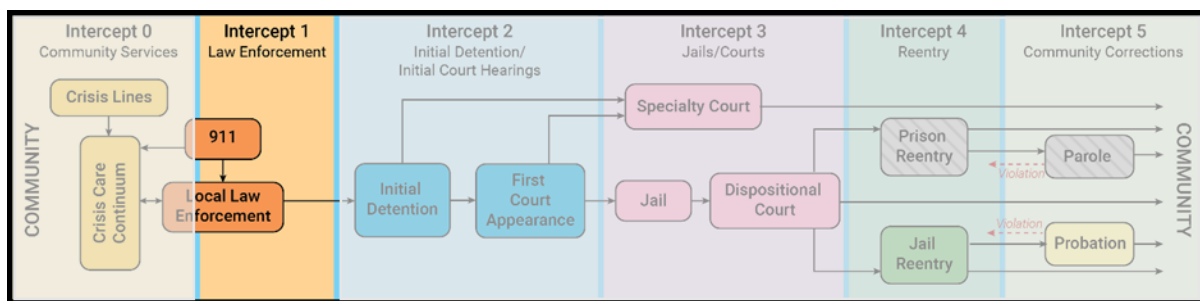 Intercept 0
Community Services
Intercept 1
Law Enforcement
Intercept 2
Initial Detention/
Initial Court Hearings
Intercept 3
Jails/Courts
Intercept 4
Reentry
Intercept 5
Community Corrections
COMMUNITY
Crisis Lines
911
Crisis Care
Continuum
Local Law
Enforcement
Initial
Detention
First
Court
Appearance
Specialty Court
Jail
Dispositional
Court
Prison
Reentry
Violation
Parole
Jail
Reentry
Violation
Probation
COMMUNITY